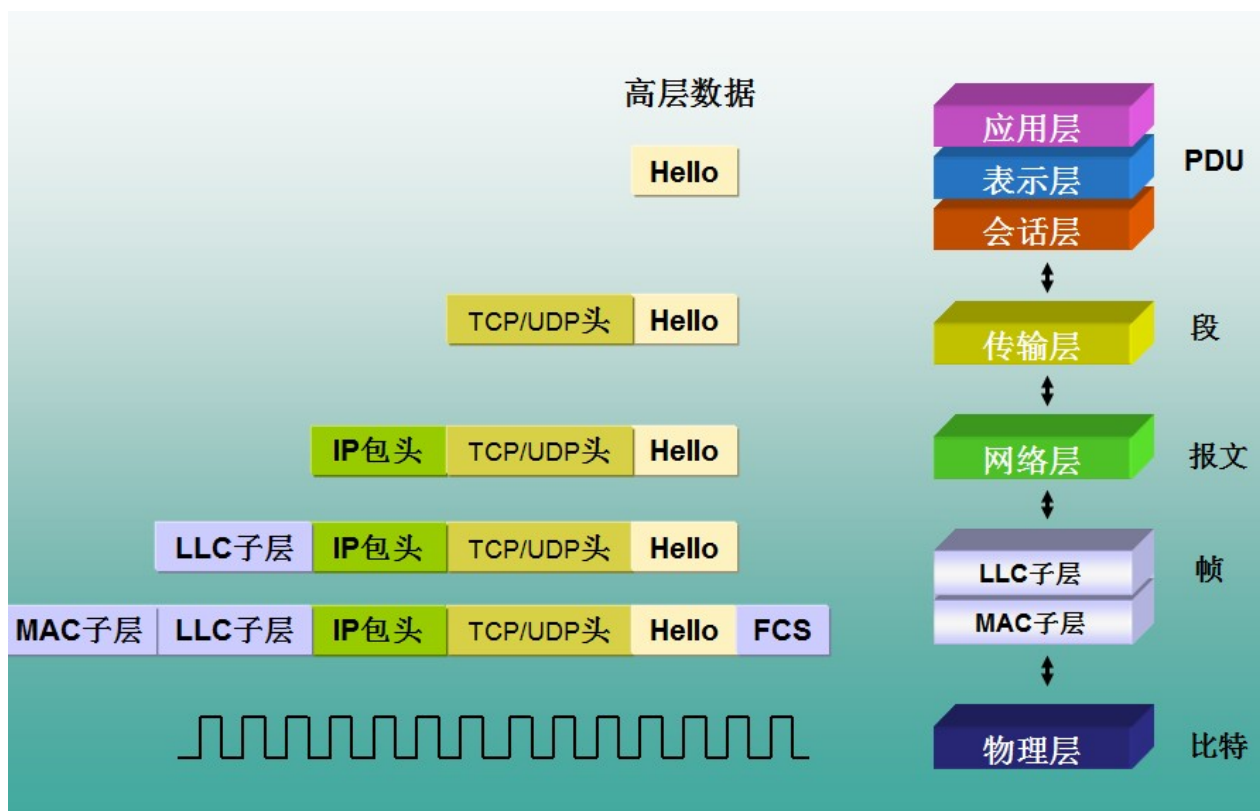 高层数据
应用层
Hello
表示层
PDU
会话层
TCP/UDP头 Hello
传输层
段
IP包头 TCP/UDP头 Hello
网络层
报文
LLC子层 IP包头 TCP/UDP头 Hello
LLC子层
帧
MAC子层 LLC子层 IP包头 TCP/UDP头 Hello FCS
MAC子层
物理层
比特